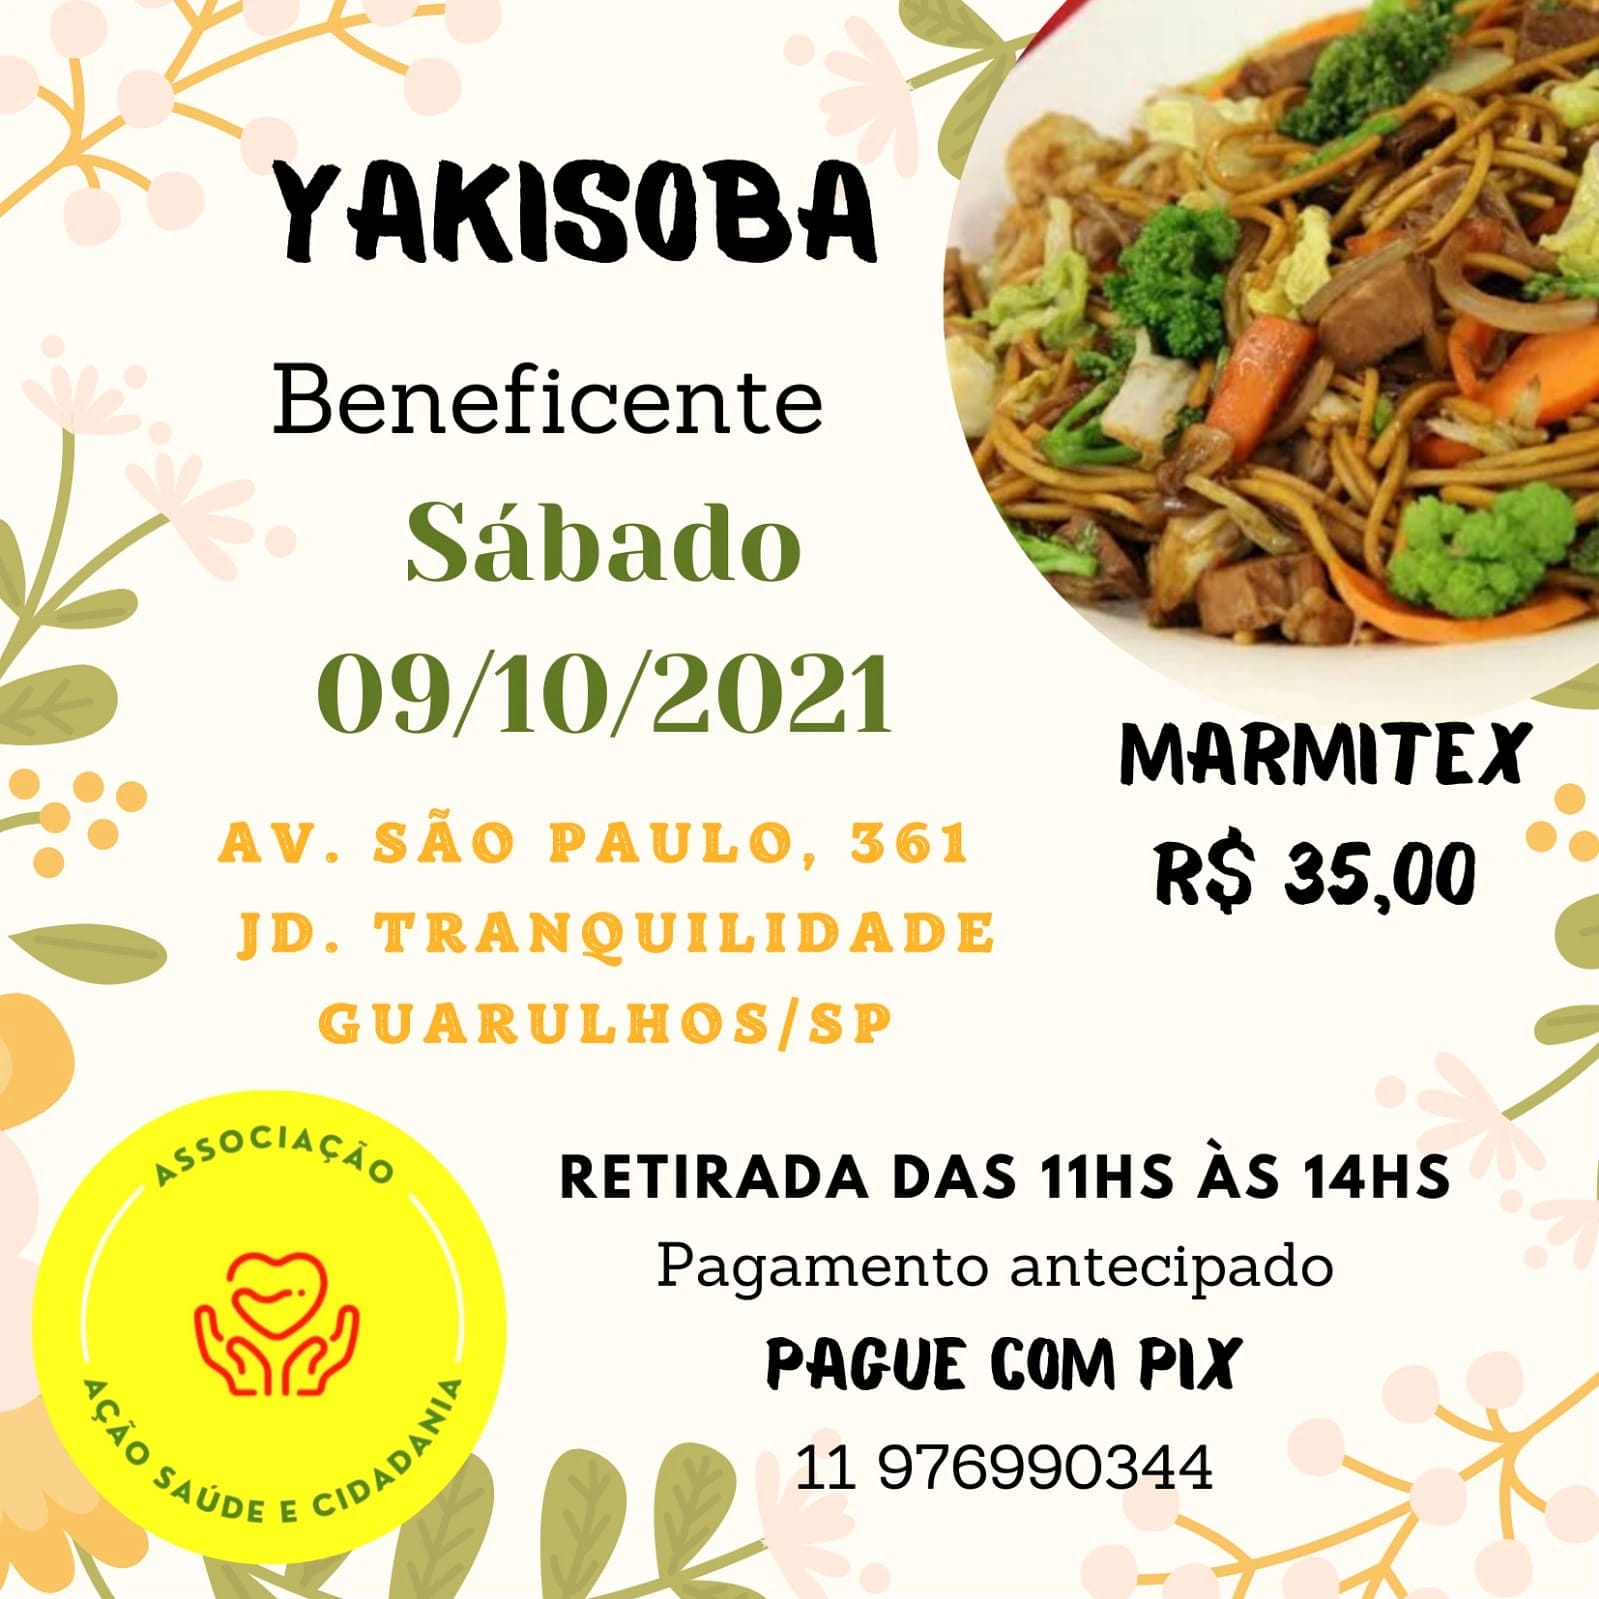 YAKISOBA
Beneficente
Sábado
09/10/2021
AV. SÃO PAULO, 361
JD. TRANQUILIDADE
GUARULHOS/SP
MARMITEX
R$ 35,00
ASSOCIAÇÃO
AÇÃO SAÚDE E CIDADANIA
RETIRADA DAS 11HS ÀS 14HS
Pagamento antecipado
PAGUE COM PIX
11 976990344